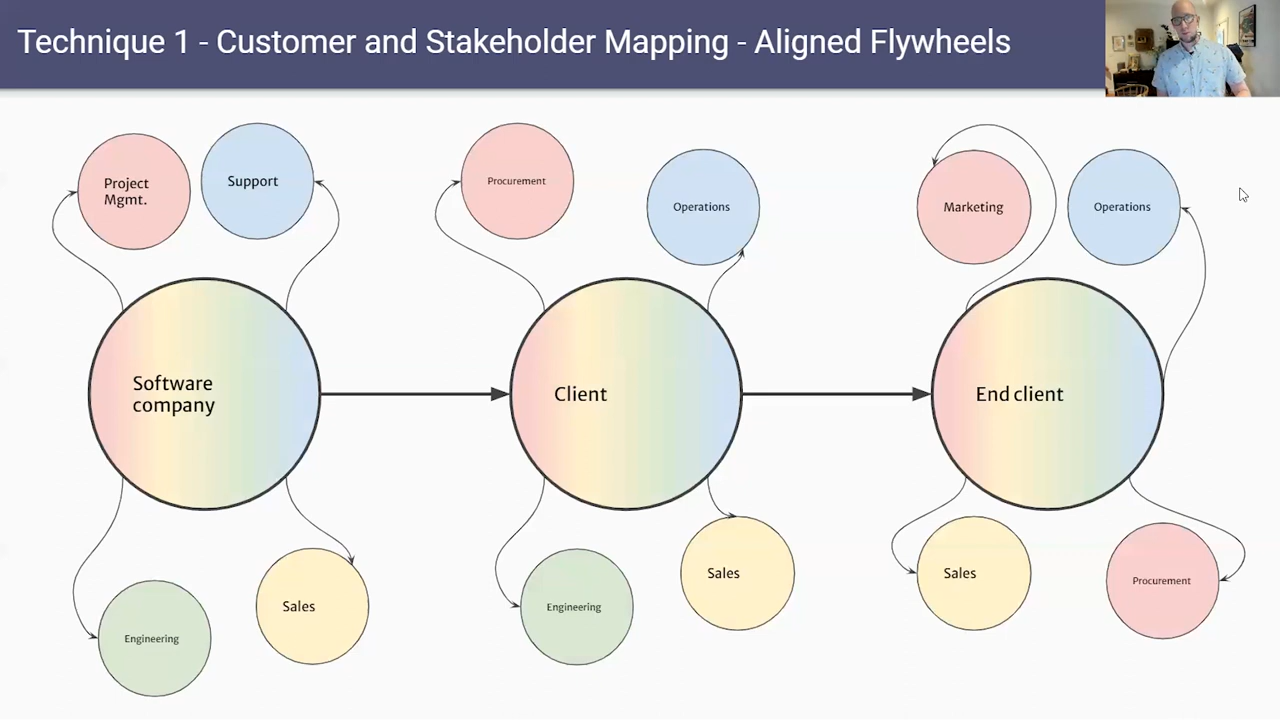 Technique 1 - Customer and Stakeholder Mapping - Aligned Flywheels
Project
Mgmt.
Support
Procurement
Operations
Marketing
Operations
Software
company
Client
End client
Engineering
Sales
Engineering
Sales
Sales
Procurement